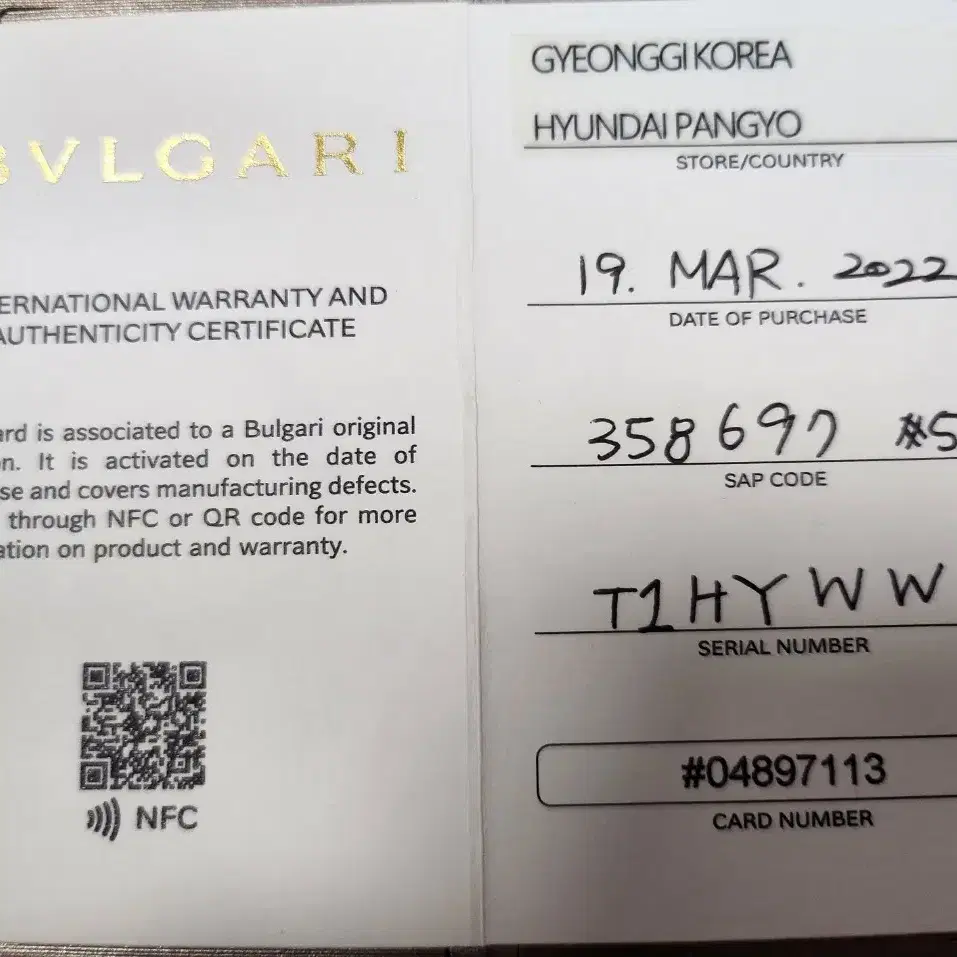 BVLGARI
ERNATIONAL WARRANTY AND
AUTHENTICITY CERTIFICATE
ard is associated to a Bulgari original
n. It is activated on the date of
se and covers manufacturing defects.
through NFC or QR code for more
ation on product and warranty.
NFC
GYEONGGI KOREA
HYUNDAI PANGYO
STORE/COUNTRY
19. MAR. 2022
DATE OF PURCHASE
358697 #5
SAP CODE
T1HYWW
SERIAL NUMBER
#04897113
CARD NUMBER